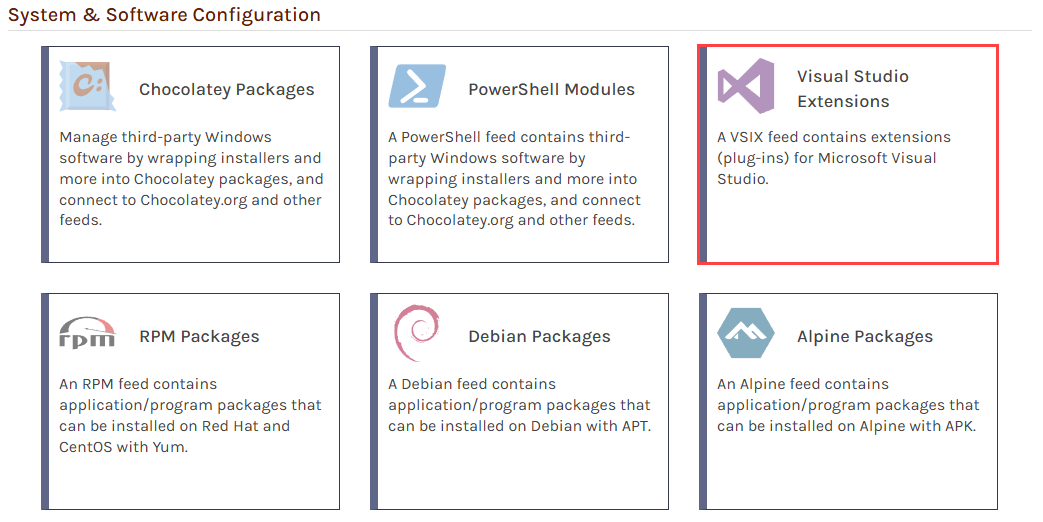 System & Software Configuration
C:
Chocolatey Packages
Manage third-party Windows
software by wrapping installers and
more into Chocolatey packages, and
connect to Chocolatey.org and other
feeds.
PowerShell Modules
A PowerShell feed contains third-
party Windows software by
wrapping installers and more into
Chocolatey packages, and connect
to Chocolatey.org and other feeds.
Visual Studio
Extensions
A VSIX feed contains extensions
(plug-ins) for Microsoft Visual
Studio.
rpm
RPM Packages
An RPM feed contains
application/program packages that
can be installed on Red Hat and
CentOS with Yum.
Debian Packages
A Debian feed contains
application/program packages that
can be installed on Debian with APT.
Alpine Packages
An Alpine feed contains
application/program packages that
can be installed on Alpine with APK.